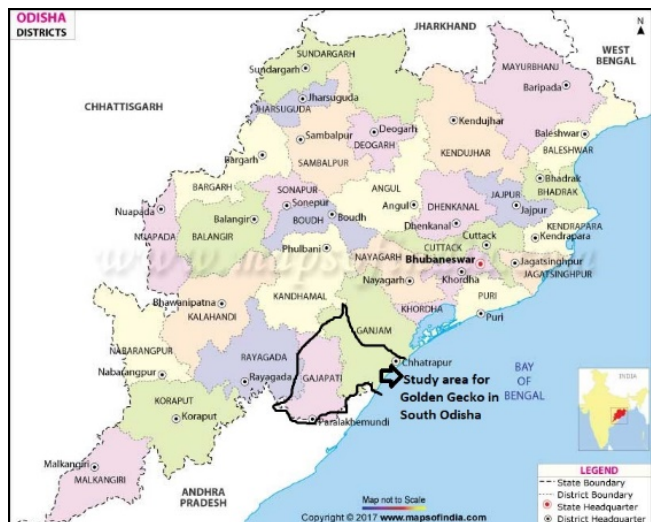 ODISHA
DISTRICTS
JHARKHAND
N
WEST
BENGAL
CHHATTISGARH
SUNDARGARH
Sundargarh
MAYURBHANJ
Baripada
Jharsuguda
JHARSUGUDA
Sambalpur
Deogarh
DEOGARH
Kendujhar
KENDUJHAR
Baleshwar
BALESHWAR
Bargarh
BARGARH
SAMBALPUR
ANGUL
Angul
Bhadrak
BHADRAK
JAJPUR
Jajpur
Nuapada
NUAPADA
SONAPUR
Sonepur
Balangir
BALANGIR
BOUDH
Boudh
DHENKANAL
Dhenkanal
KENDRAPARA
Kendrapara
Cuttack
CUTTACK
Phulbani
NAYAGARH
Nayagarh
Bhubaneswar
Khordha
KHORDHA
Jagatsinghpur
JAGATSINGHPUR
PURI
Puri
www.mapsofindia.com
Bhawanipatna
KALAHANDI
KANDHAMAL
GANJAM
Chhatrapur
NABARANGPUR
Nabarangpur
RAYAGADA
Rayagada
GAJAPATI
Study area for
Golden Gecko in
South Odisha
BAY
OF
BENGAL
INDIA
KORAPUT
Koraput
Paralakhemundi
Malkangiri
MALKANGIRI
ANDHRA
PRADESH
Map not to Scale
Copyright © 2017 www.mapsofindia.com
LEGEND
State Boundary
District Boundary
State Headquarter
District Headquarter